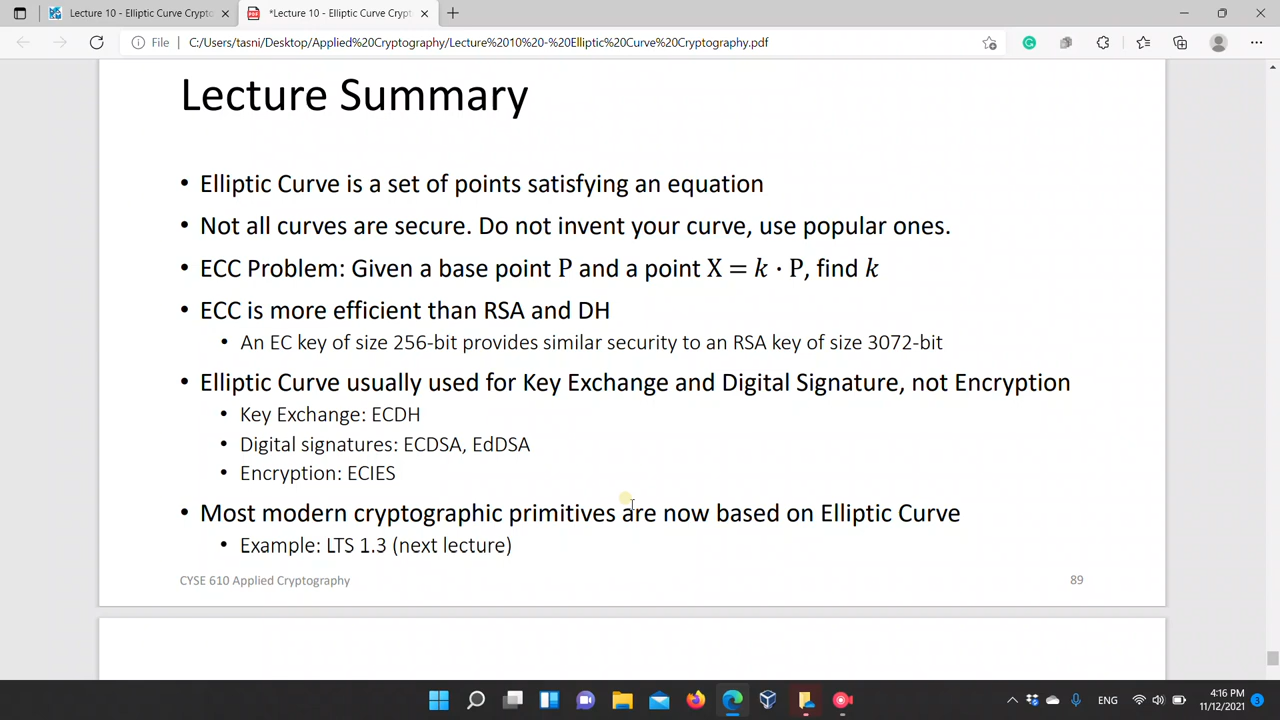 Lecture 10 - Elliptic Curve Crypto
*Lecture 10 - Elliptic Curve Crypt
File
C:/Users/tasni/Desktop/Applied%20Cryptography/Lecture%2010%20-%20Elliptic%20Curve%20Cryptography.pdf
Lecture Summary
• Elliptic Curve is a set of points satisfying an equation
• Not all curves are secure. Do not invent your curve, use popular ones.
• ECC Problem: Given a base point P and a point X = k · P, find k
• ECC is more efficient than RSA and DH
• An EC key of size 256-bit provides similar security to an RSA key of size 3072-bit
• Elliptic Curve usually used for Key Exchange and Digital Signature, not Encryption
• Key Exchange: ECDH
• Digital signatures: ECDSA, EdDSA
• Encryption: ECIES
• Most modern cryptographic primitives are now based on Elliptic Curve
• Example: LTS 1.3 (next lecture)
CYSE 610 Applied Cryptography 89
ENG
4:16 PM
11/12/2021
3